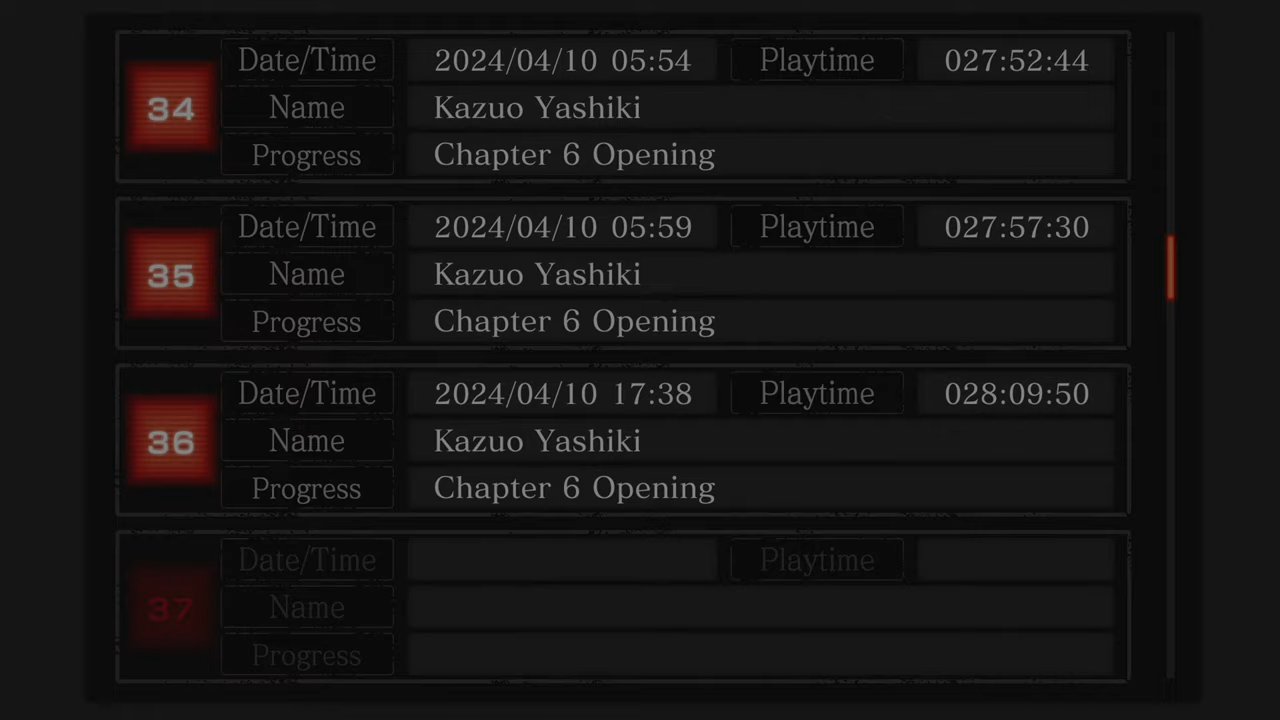 34 Date/Time 2024/04/10 05:54 Playtime 027:52:44
Name Kazuo Yashiki
Progress Chapter 6 Opening
35 Date/Time 2024/04/10 05:59 Playtime 027:57:30
Name Kazuo Yashiki
Progress Chapter 6 Opening
36 Date/Time 2024/04/10 17:38 Playtime 028:09:50
Name Kazuo Yashiki
Progress Chapter 6 Opening
37 Date/Time Playtime
Name
Progress